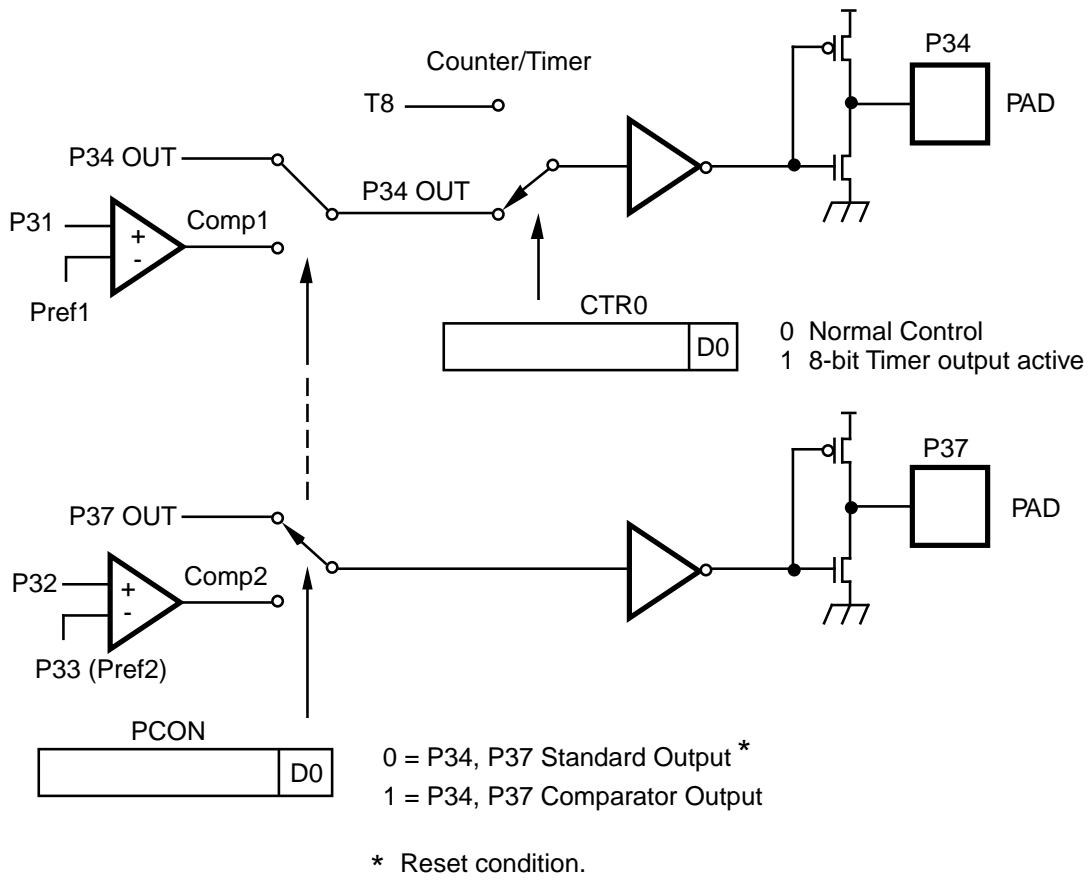 P34
Counter/Timer
T8
PAD
P34 OUT
P34 OUT
P31
+
-
Comp1
Pref1
CTR0
D0
0 Normal Control
1 8-bit Timer output active
P37
P37 OUT
PAD
P32
+
-
Comp2
P33 (Pref2)
PCON
D0
0 = P34, P37 Standard Output *
1 = P34, P37 Comparator Output
* Reset condition.